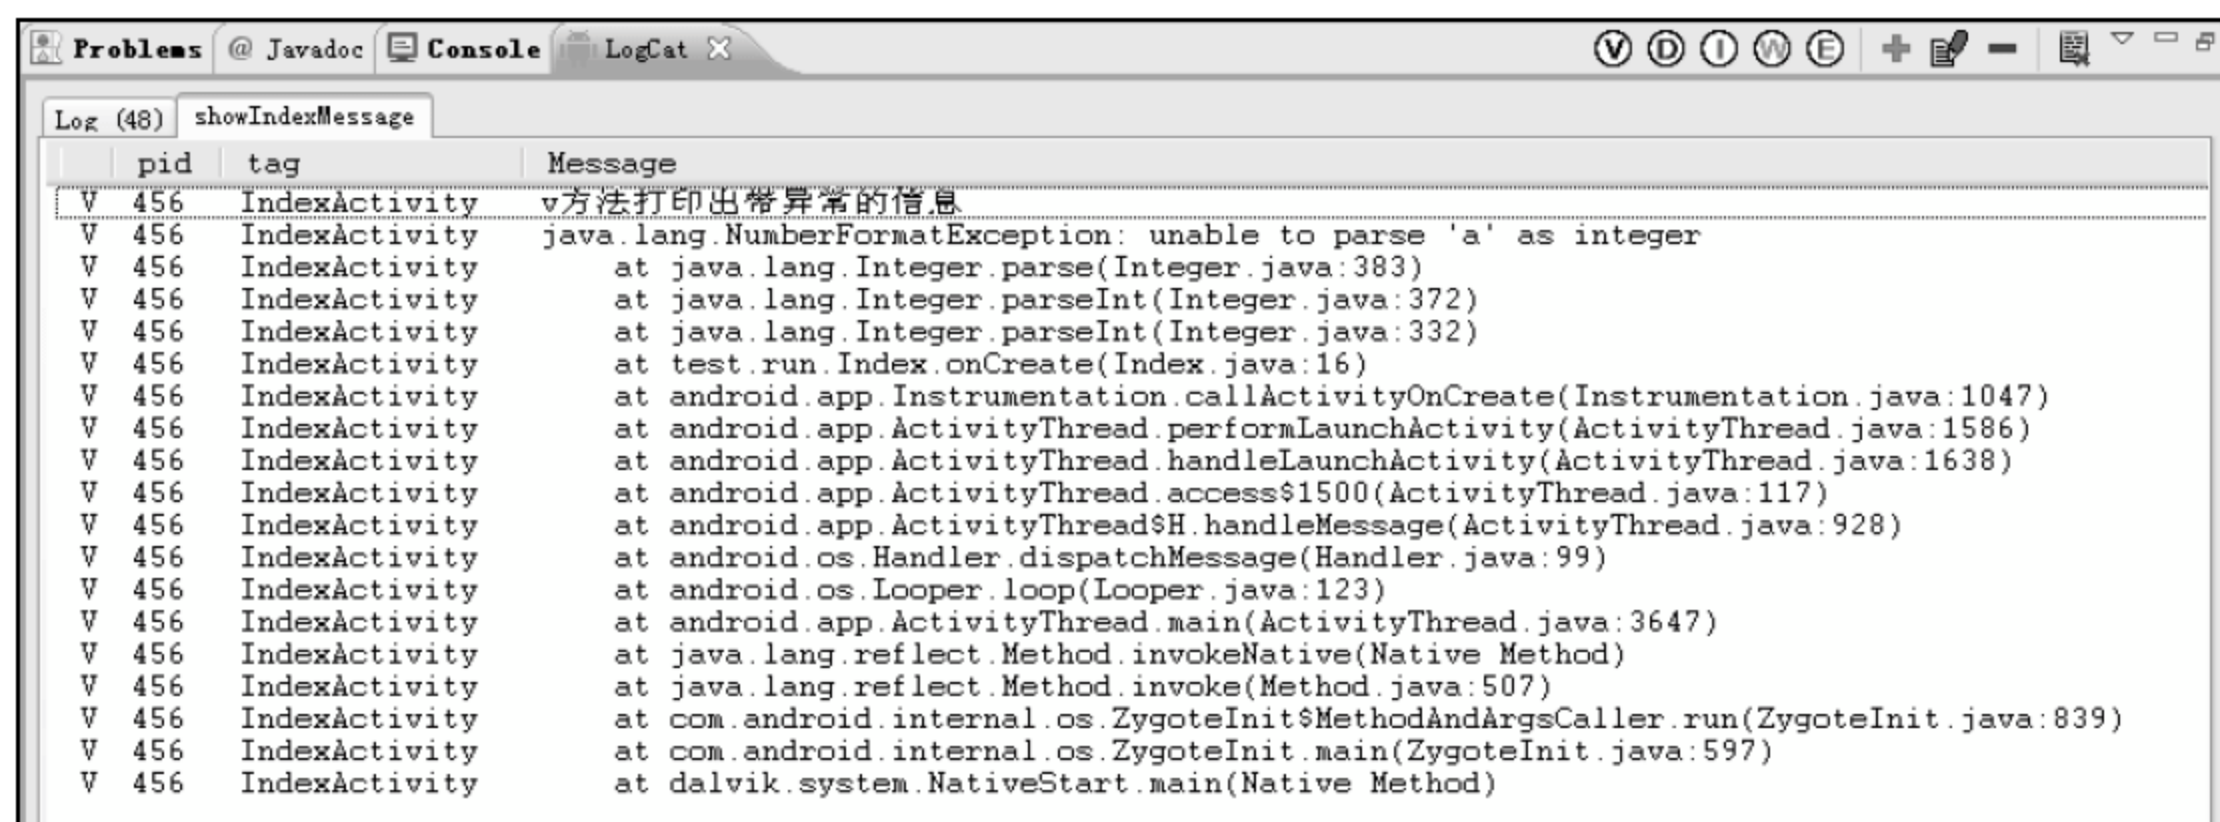 Problems @ Javadoc Console LogCat V D I W E
Log (48) showIndexMessage
pid tag Message
V 456 IndexActivity v方法打印出带异常的信息
V 456 IndexActivity java.lang.NumberFormatException: unable to parse 'a' as integer
V 456 IndexActivity at java.lang.Integer.parse(Integer.java:383)
V 456 IndexActivity at java.lang.Integer.parseInt(Integer.java:372)
V 456 IndexActivity at java.lang.Integer.parseInt(Integer.java:332)
V 456 IndexActivity at test.run.Index.onCreate(Index.java:16)
V 456 IndexActivity at android.app.Instrumentation.callActivityOnCreate(Instrumentation.java:1047)
V 456 IndexActivity at android.app.ActivityThread.performLaunchActivity(ActivityThread.java:1586)
V 456 IndexActivity at android.app.ActivityThread.handleLaunchActivity(ActivityThread.java:1638)
V 456 IndexActivity at android.app.ActivityThread.access$1500(ActivityThread.java:117)
V 456 IndexActivity at android.app.ActivityThread$H.handleMessage(ActivityThread.java:928)
V 456 IndexActivity at android.os.Handler.dispatchMessage(Handler.java:99)
V 456 IndexActivity at android.os.Looper.loop(Looper.java:123)
V 456 IndexActivity at android.app.ActivityThread.main(ActivityThread.java:3647)
V 456 IndexActivity at java.lang.reflect.Method.invokeNative(Native Method)
V 456 IndexActivity at java.lang.reflect.Method.invoke(Method.java:507)
V 456 IndexActivity at com.android.internal.os.ZygoteInit$MethodAndArgsCaller.run(ZygoteInit.java:839)
V 456 IndexActivity at com.android.internal.os.ZygoteInit.main(ZygoteInit.java:597)
V 456 IndexActivity at dalvik.system.NativeStart.main(Native Method)